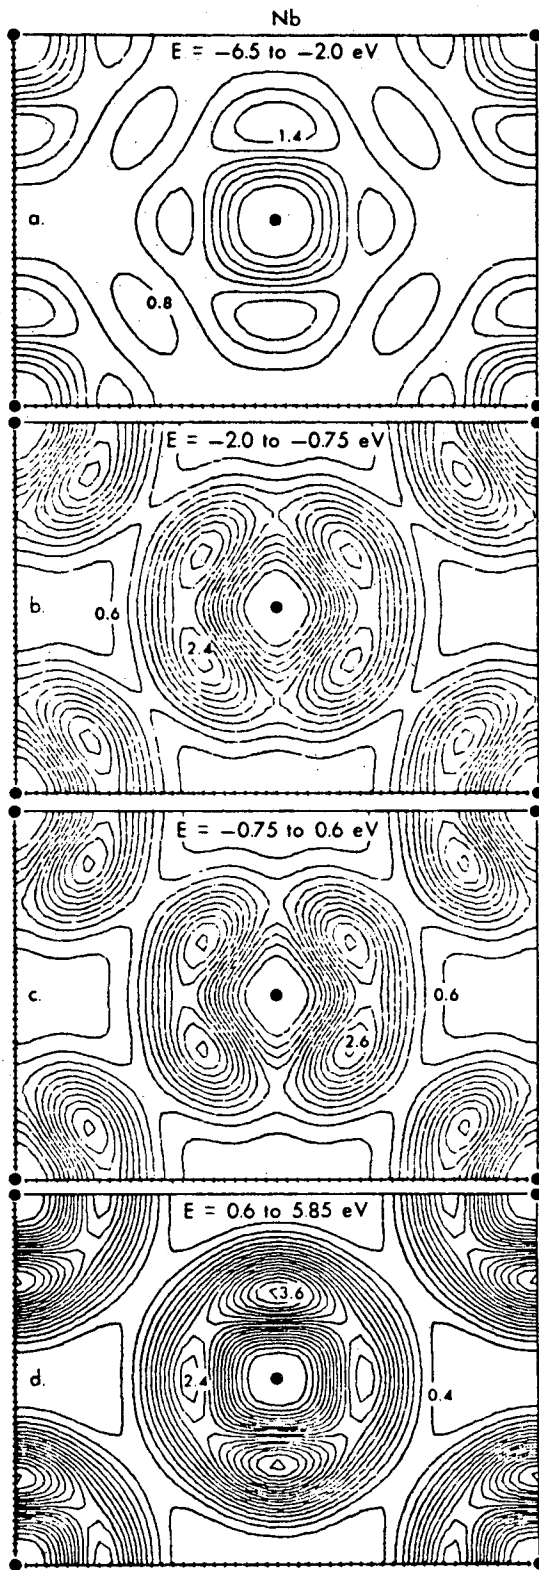 Nb
E = −6.5 to −2.0 eV
1.4
a.
0.8
E = −2.0 to −0.75 eV
b.
0.6
2.4
E = −0.75 to 0.6 eV
c.
0.6
2.6
E = 0.6 to 5.85 eV
3.6
d.
2.4
0.4